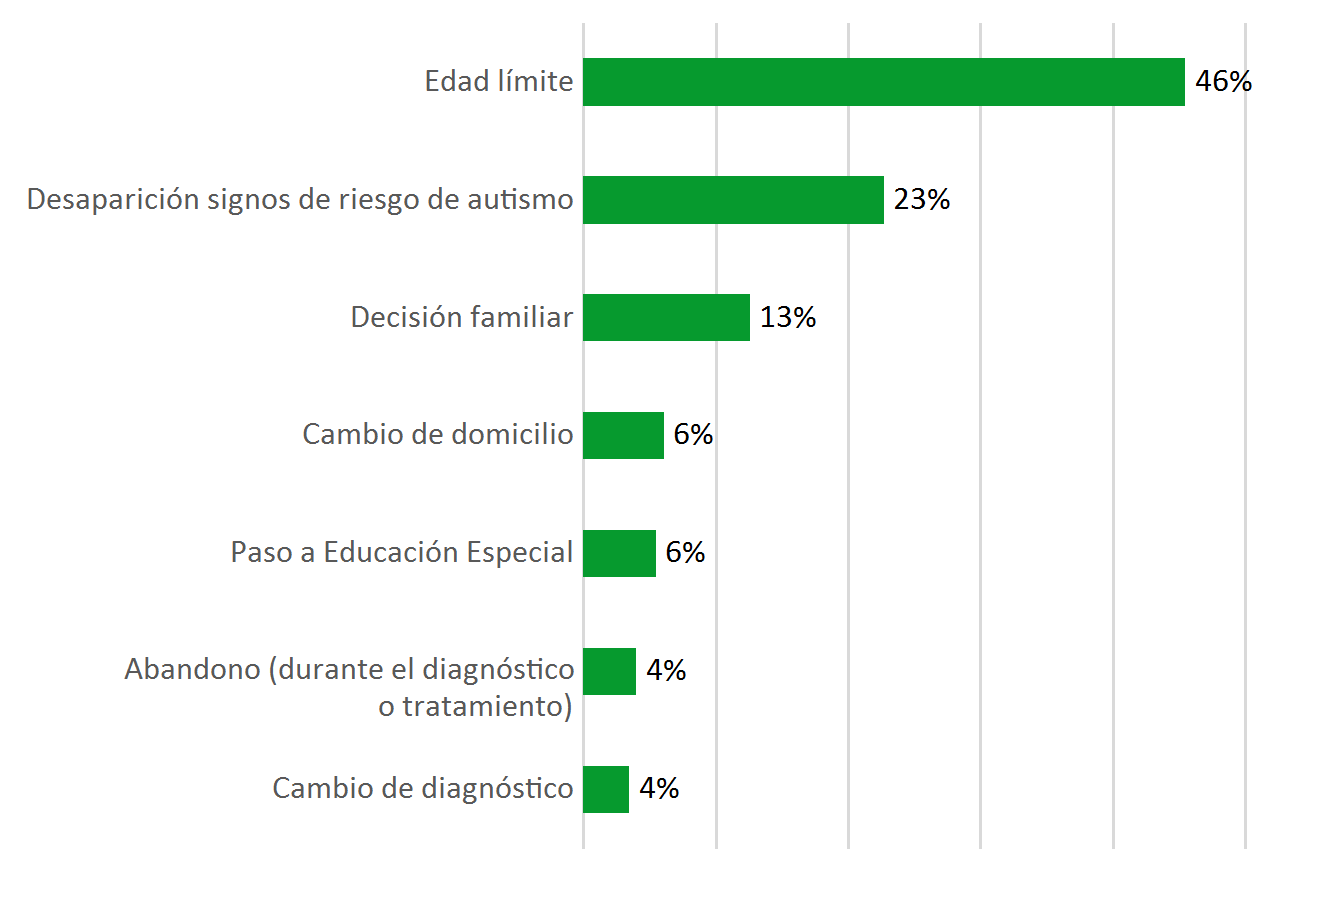 Edad límite 46%
Desaparición signos de riesgo de autismo 23%
Decisión familiar 13%
Cambio de domicilio 6%
Paso a Educación Especial 6%
Abandono (durante el diagnóstico 4%
o tratamiento)
Cambio de diagnóstico 4%